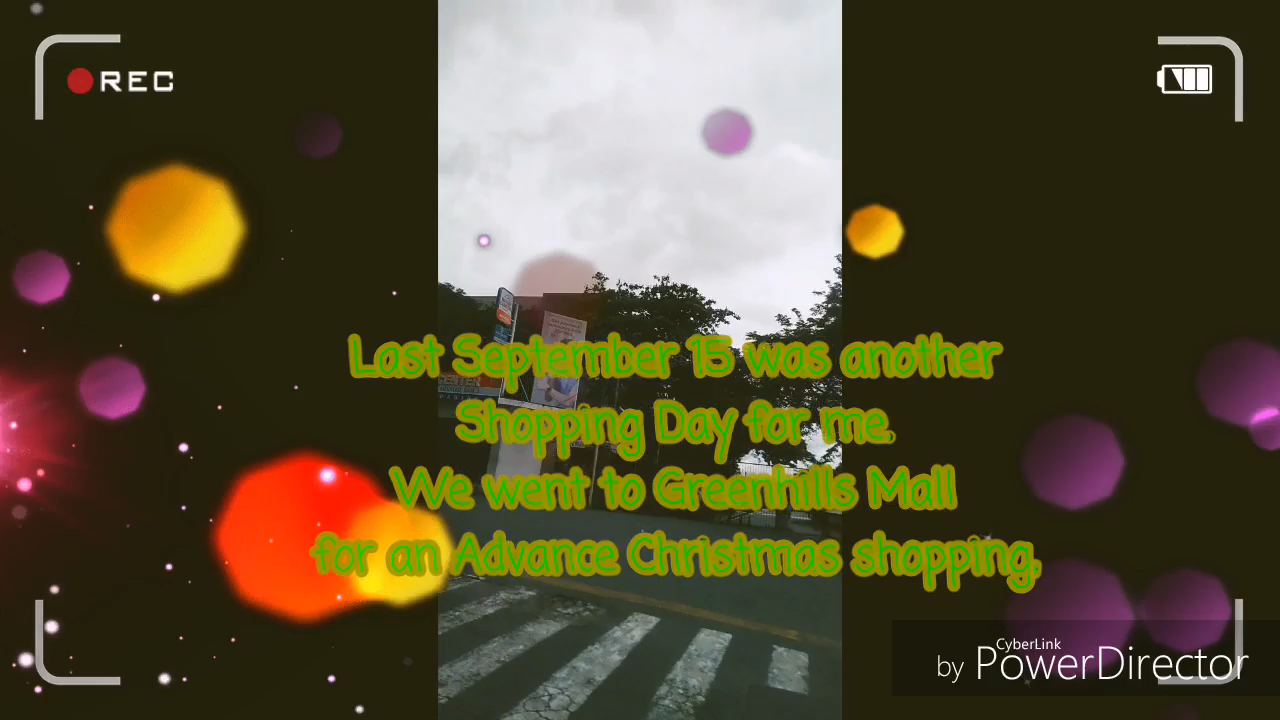 REC
Last September 15 was another
Shopping Day for me.
We went to Greenhills Mall
for an Advance Christmas shopping.
CyberLink
by PowerDirector